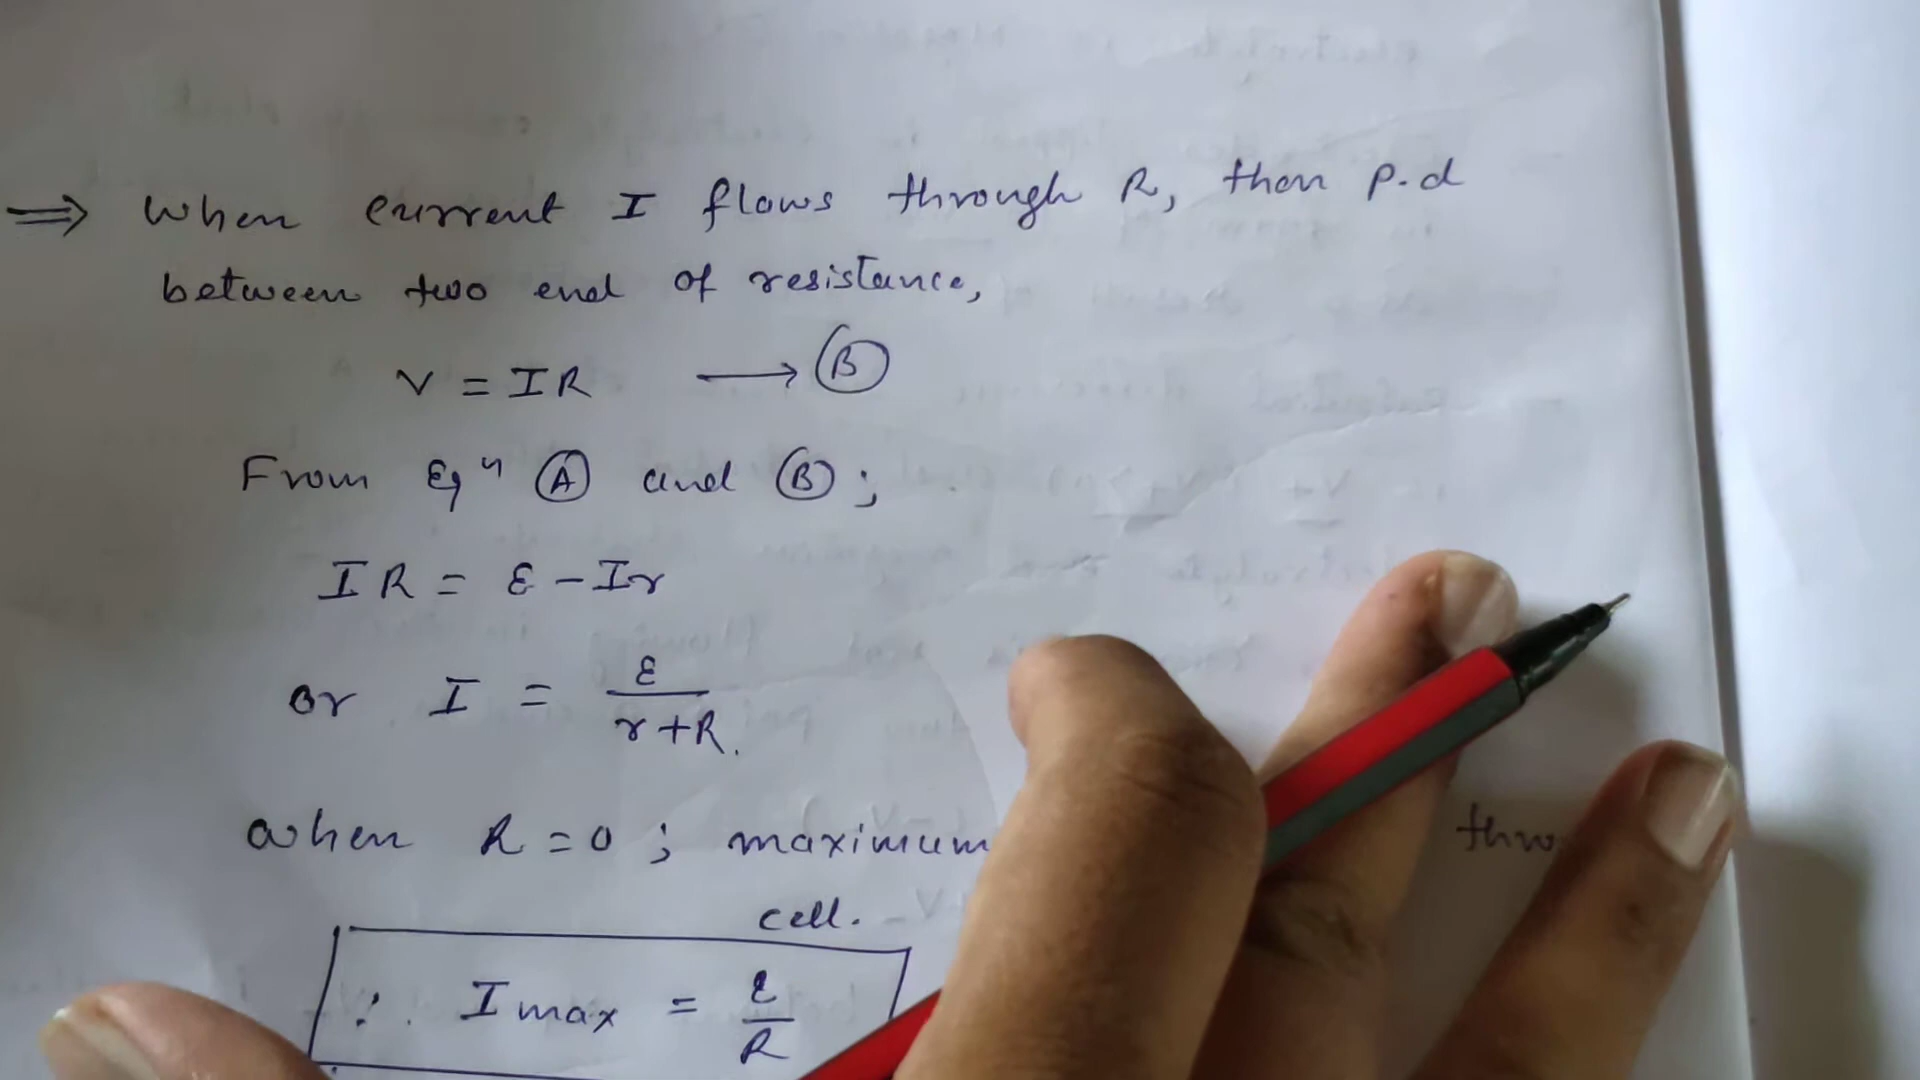 ⇒ When current I flows through R, then p.d
between two end of resistance,
V = IR → Ⓑ
From Eqn Ⓐ and Ⓑ ;
IR = ε - Ir
or I = ε / r+R.
when R = 0 ; maximum
cell.
∴ Imax = ε / R